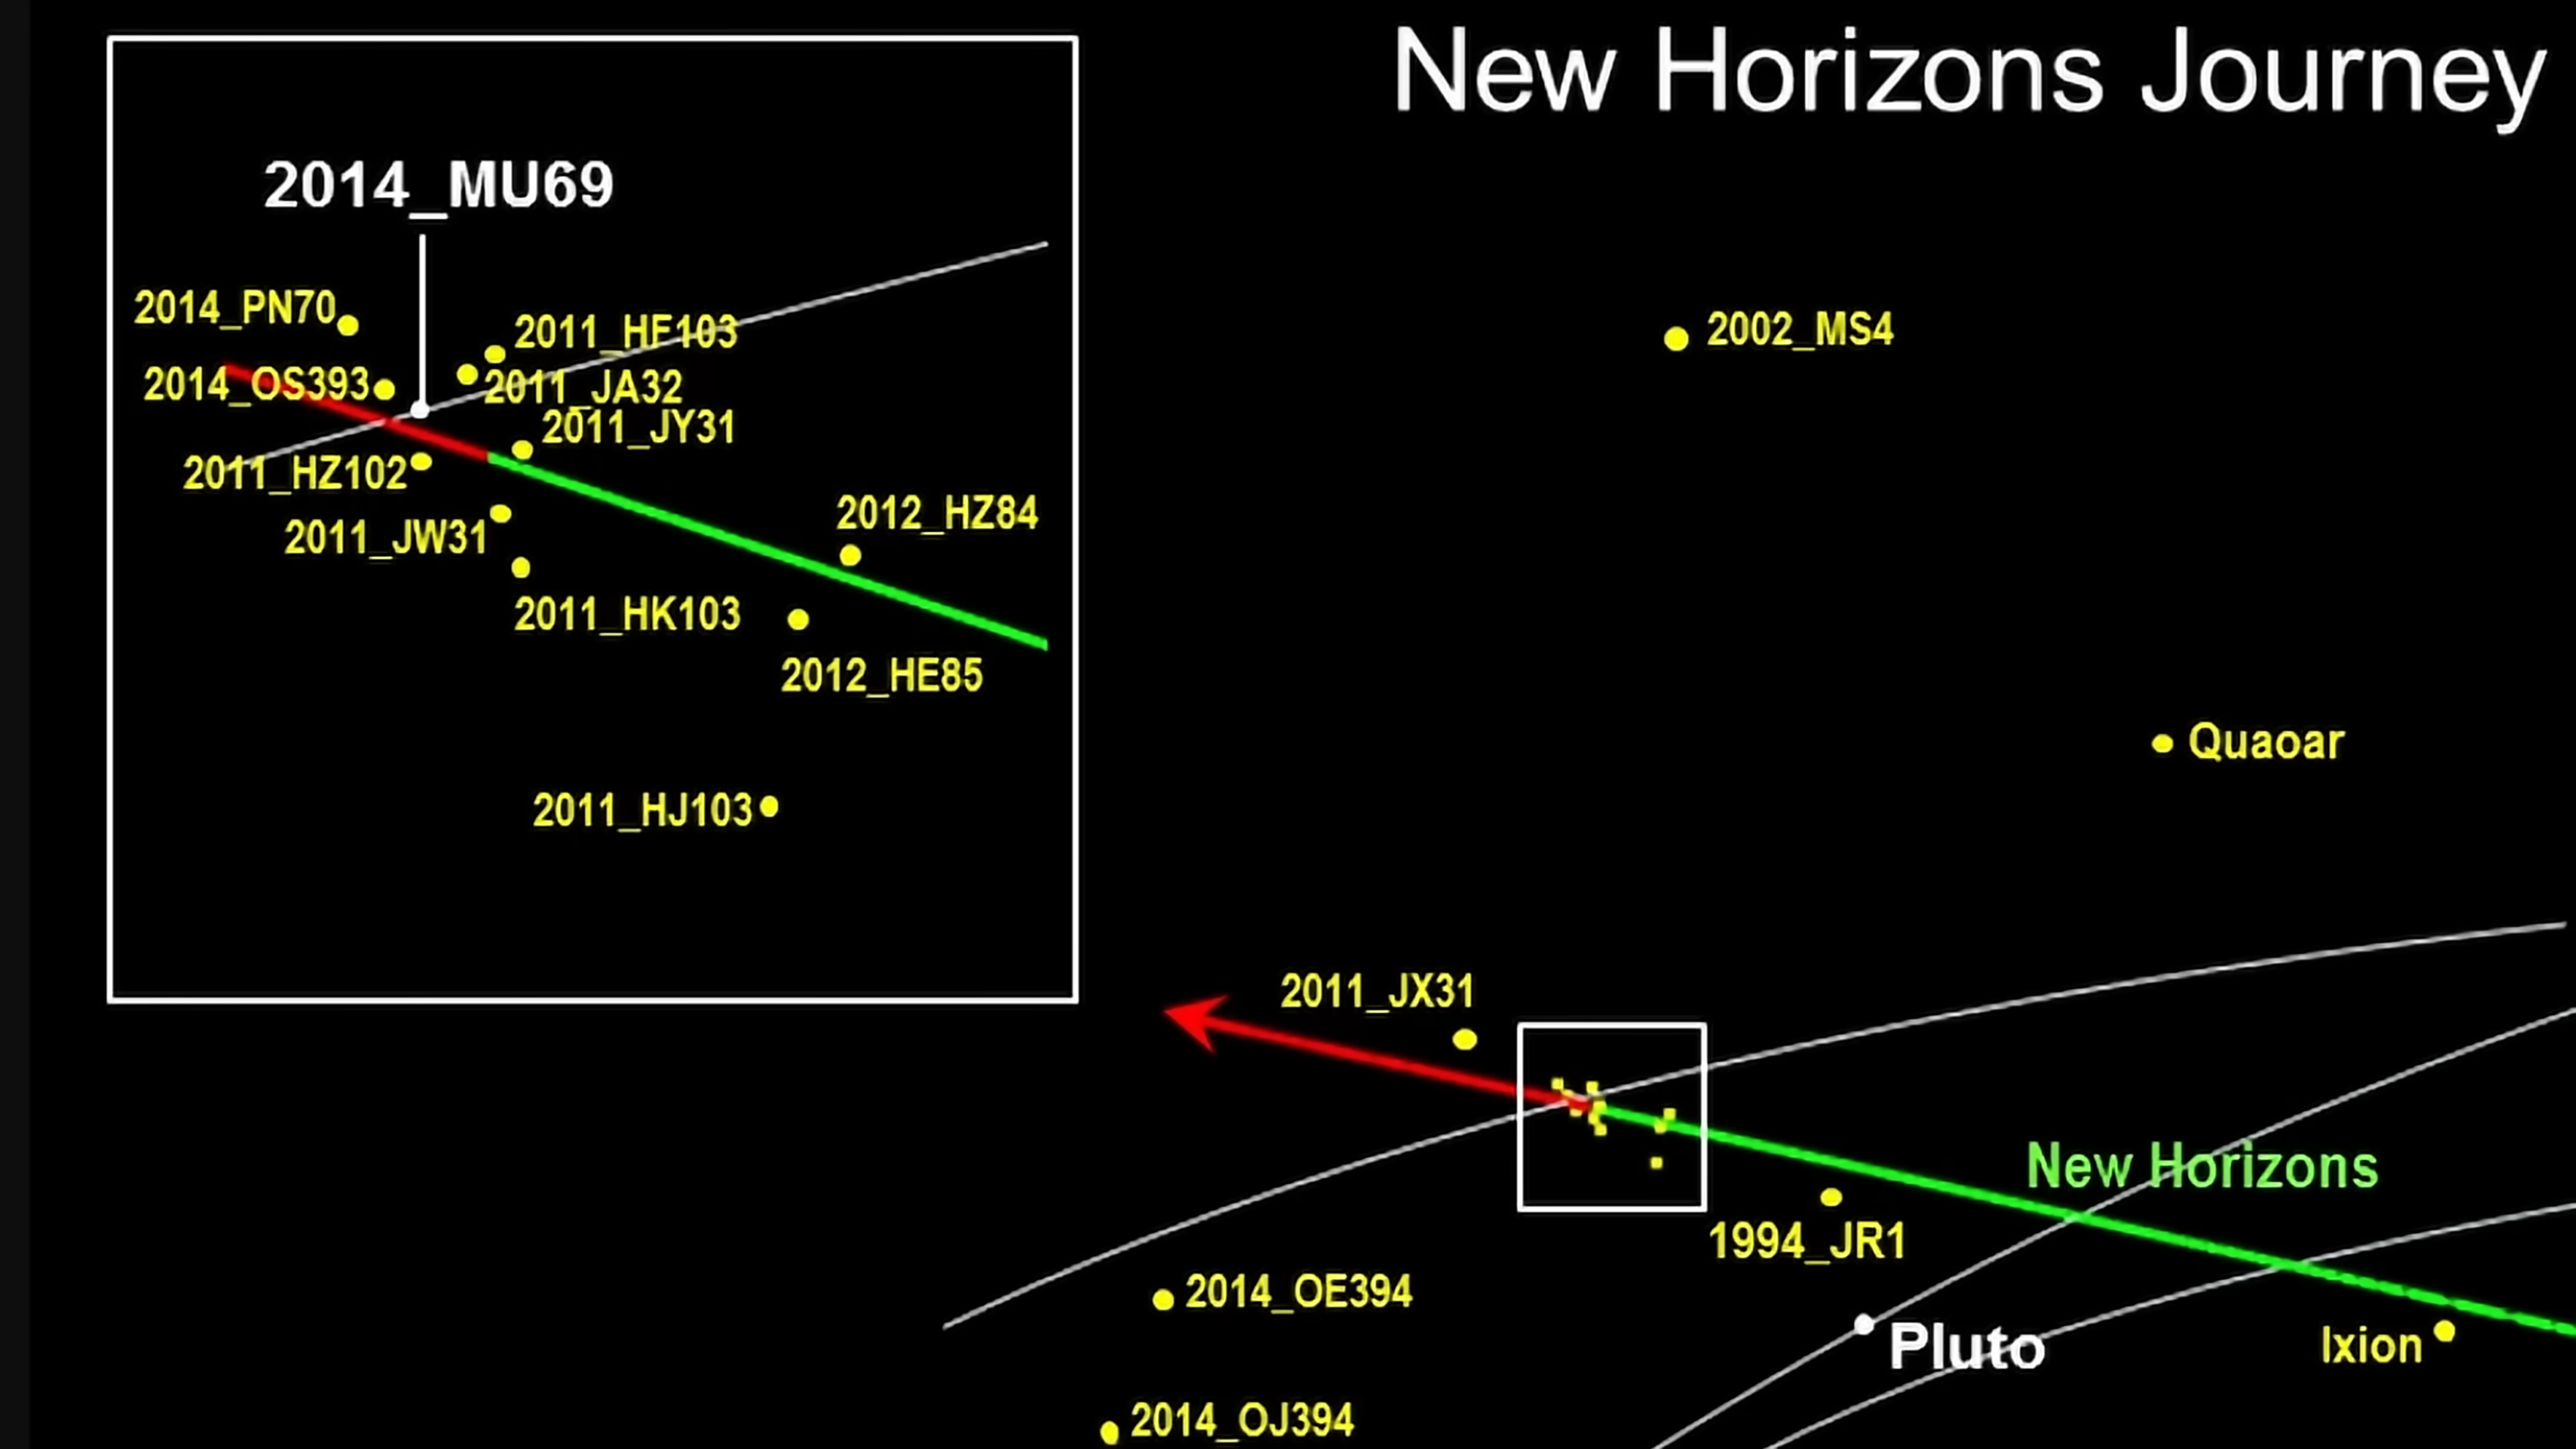 New Horizons Journey
2014_MU69
2014_PN70
2011_HF103
2014_OS393
2011_JA32
2011_JY31
2011_HZ102
2011_JW31
2012_HZ84
2011_HK103
2012_HE85
2011_HJ103
2002_MS4
Quaoar
2011_JX31
New Horizons
1994_JR1
2014_OE394
Pluto
Ixion
2014_OJ394